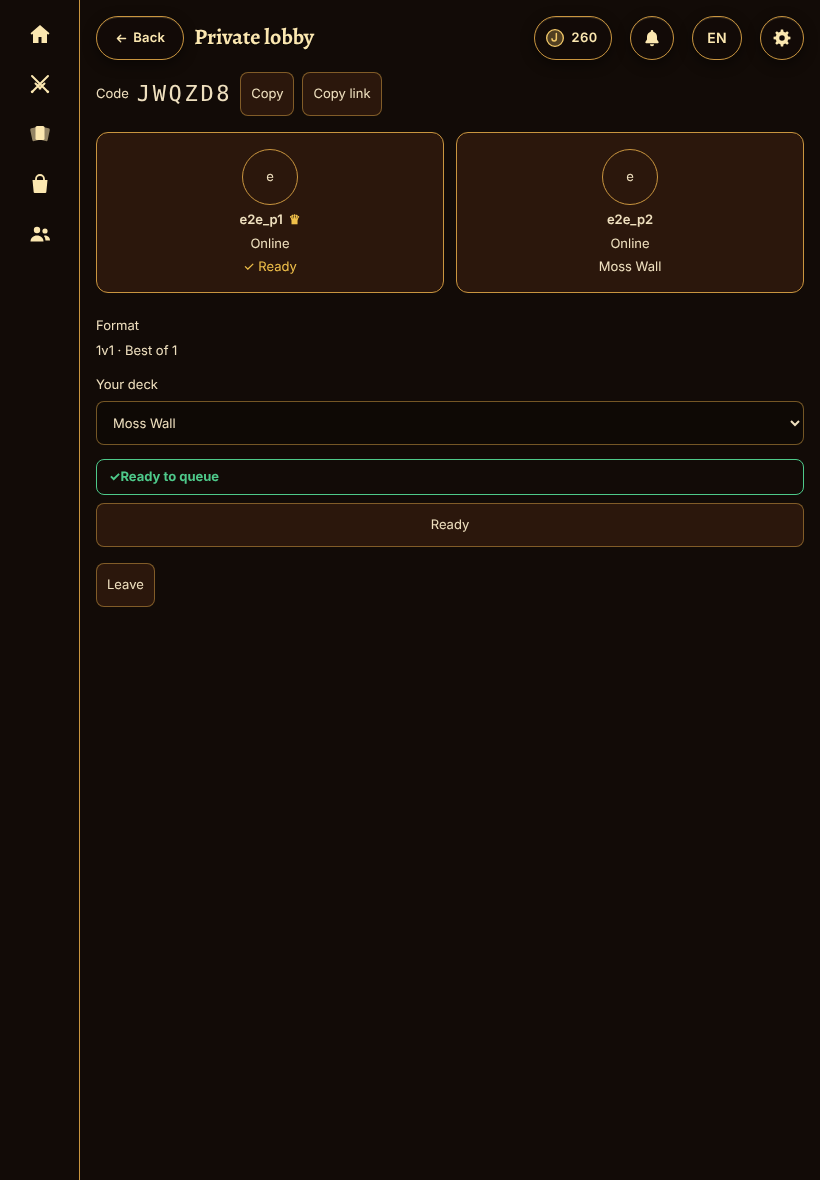 ← Back Private lobby J 260 EN
Code JWQZD8 Copy Copy link
e e
e2e_p1 ♛ e2e_p2
Online Online
✓ Ready Moss Wall
Format
1v1 · Best of 1
Your deck
Moss Wall
✓Ready to queue
Ready
Leave